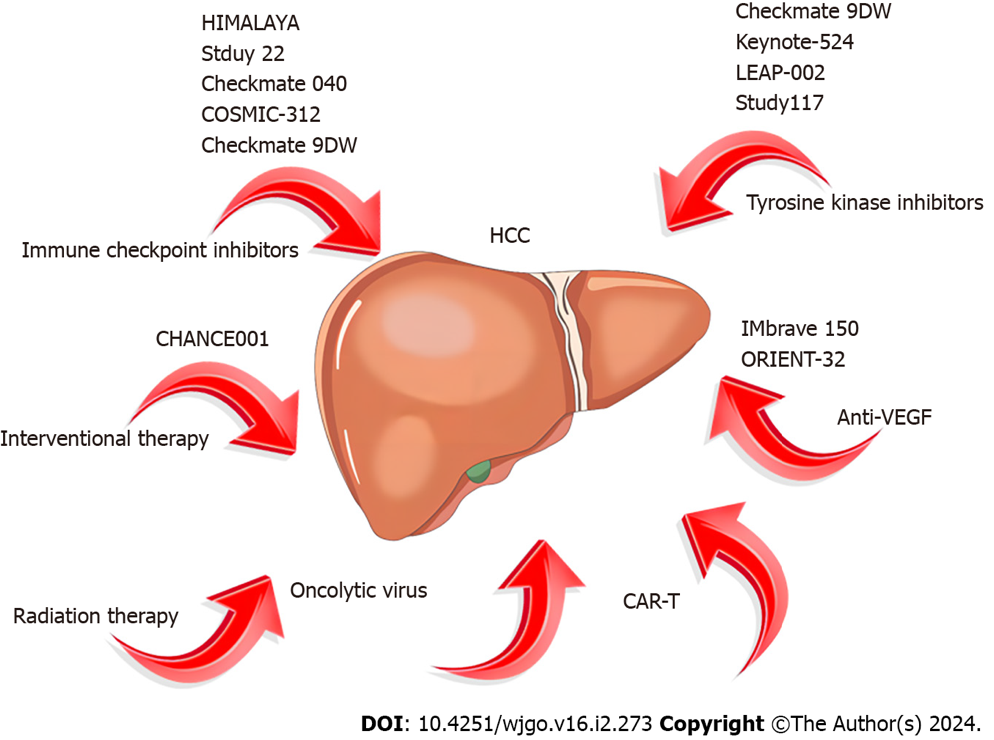 HIMALAYA
Stduy 22
Checkmate 040
COSMIC-312
Checkmate 9DW
Immune checkpoint inhibitors
Checkmate 9DW
Keynote-524
LEAP-002
Study117
Tyrosine kinase inhibitors
HCC
CHANCE001
Interventional therapy
IMbrave 150
ORIENT-32
Anti-VEGF
Radiation therapy
Oncolytic virus
CAR-T
DOI: 10.4251/wjgo.v16.i2.273 Copyright ©The Author(s) 2024.